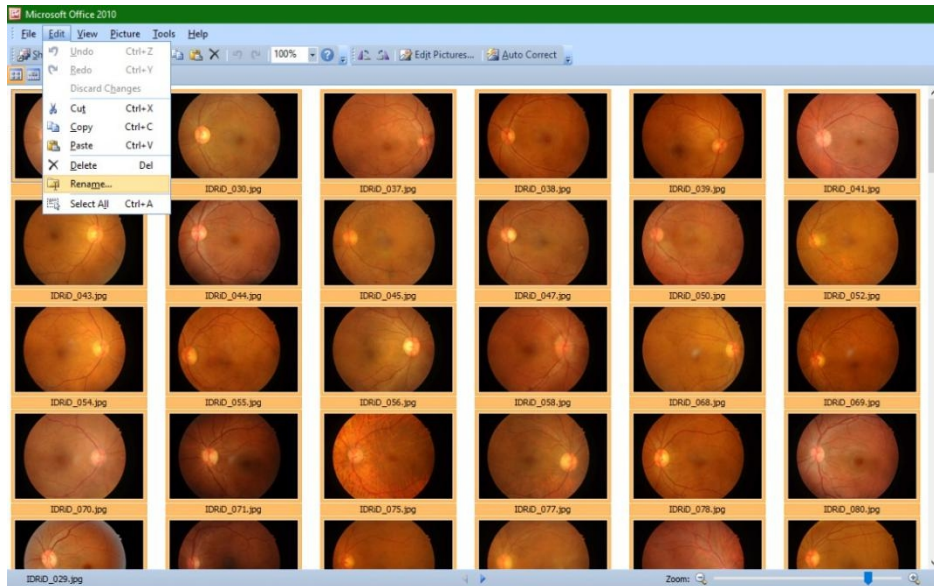 Microsoft Office 2010
File Edit View Picture Tools Help
Sh 100% Edit Pictures... Auto Correct
Undo Ctrl+Z
Redo Ctrl+Y
Discard Changes
Cut Ctrl+X
Copy Ctrl+C
Paste Ctrl+V
Delete Del
Rename...
Select All Ctrl+A
IDRiD_030.jpg IDRiD_037.jpg IDRiD_038.jpg IDRiD_039.jpg IDRiD_041.jpg
IDRiD_043.jpg IDRiD_044.jpg IDRiD_045.jpg IDRiD_047.jpg IDRiD_050.jpg IDRiD_052.jpg
IDRiD_054.jpg IDRiD_055.jpg IDRiD_056.jpg IDRiD_058.jpg IDRiD_068.jpg IDRiD_069.jpg
IDRiD_070.jpg IDRiD_071.jpg IDRiD_075.jpg IDRiD_077.jpg IDRiD_078.jpg IDRiD_080.jpg
IDRiD_029.jpg Zoom: